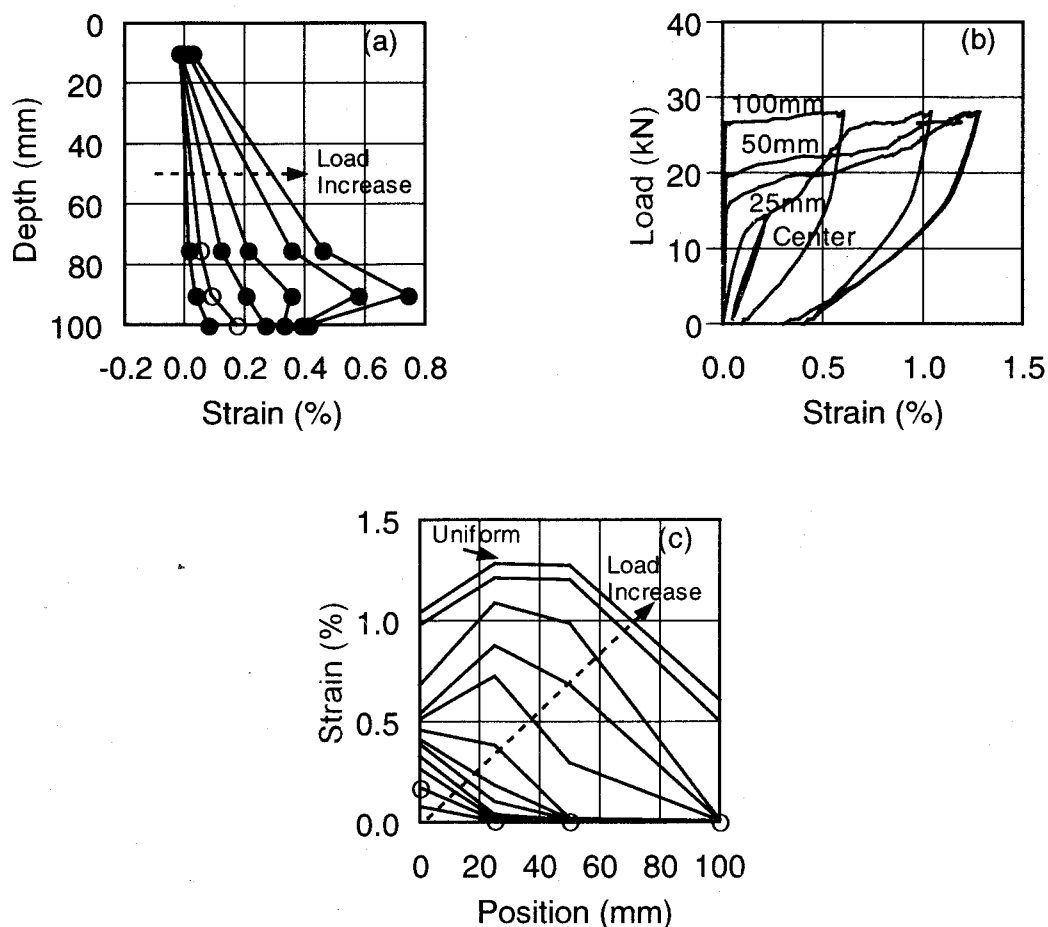 (a)
0
20
40
60
80
100
Depth (mm)
Load
Increase
-0.2 0.0 0.2 0.4 0.6 0.8
Strain (%)
(b)
40
30
20
10
0
Load (kN)
100mm
50mm
25mm
Center
0.0 0.5 1.0 1.5
Strain (%)
(c)
1.5
1.0
0.5
0.0
Strain (%)
Uniform
Load
Increase
0 20 40 60 80 100
Position (mm)